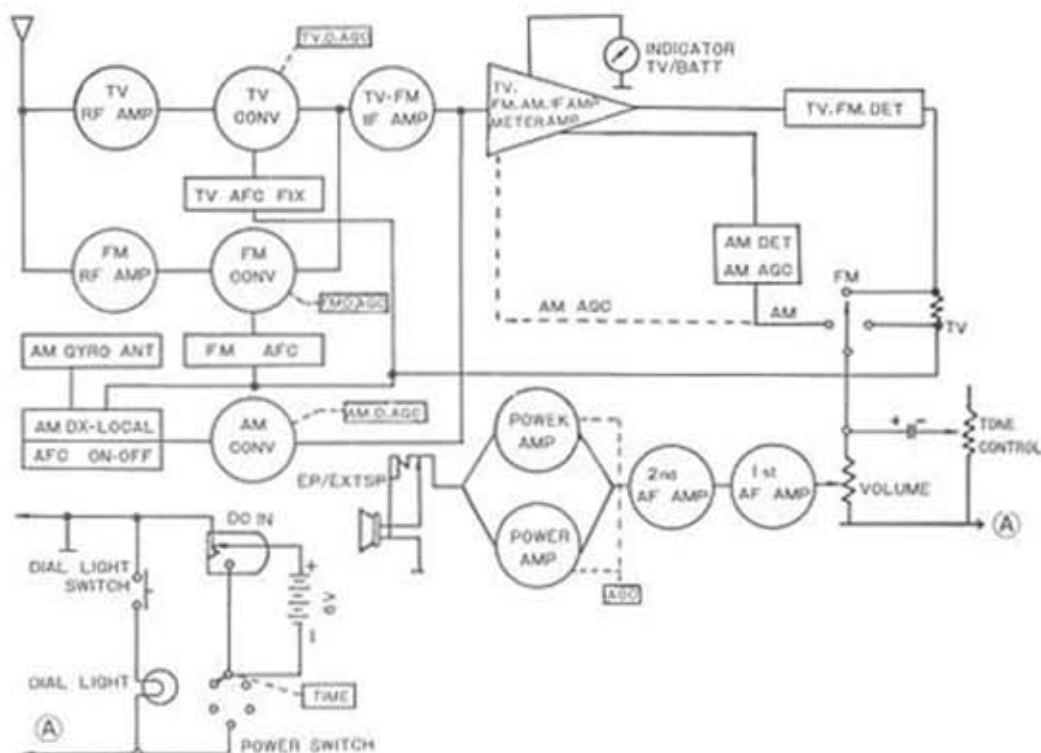 TV.D.AGC
INDICATOR
TV/BATT
TV
RF AMP
TV
CONV
TV-FM
IF AMP
TV.
FM.AM.IF AMP
METER AMP
TV.FM.DET
TV AFC FIX
FM
RF AMP
FM
CONV
FMD.AGC
AM DET
AM AGC
FM
AM AGC
AM
TV
AM GYRO ANT
FM AFC
AM DX-LOCAL
AFC ON-OFF
AM
CONV
AM.D.AGC
POWER
AMP
EP/EXTSP
2nd
AF AMP
1st
AF AMP
+ -
TONE
CONTROL
VOLUME
A
POWER
AMP
DC IN
DIAL LIGHT
SWITCH
+
6V
-
DIAL LIGHT
TIME
A
POWER SWITCH